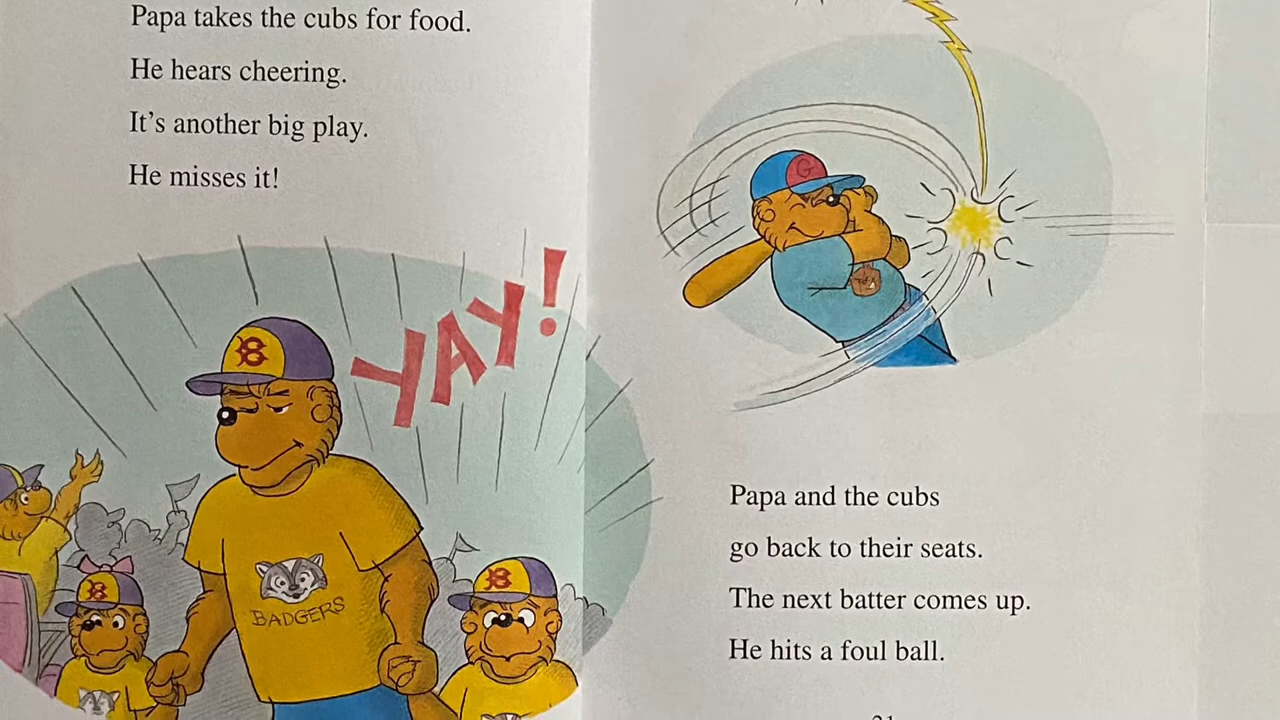 Papa takes the cubs for food.
He hears cheering.
It's another big play.
He misses it!
YAY!
B
BADGERS
B
B
G
Papa and the cubs
go back to their seats.
The next batter comes up.
He hits a foul ball.